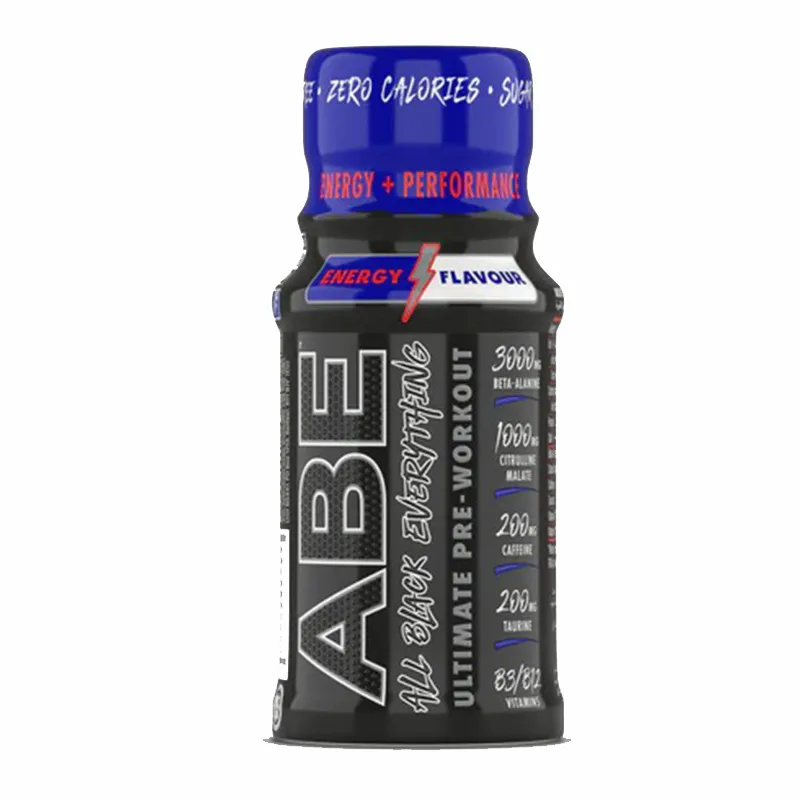 • ZERO CALORIES • SUGAR
ENERGY + PERFORMANCE
ENERGY FLAVOUR
ABE
ALL BLACK EVERYTHING
ULTIMATE PRE-WORKOUT
3000MG
BETA-ALANINE
1000MG
CITRULLINE
MALATE
200MG
CAFFEINE
200MG
TAURINE
B3/B12
VITAMINS